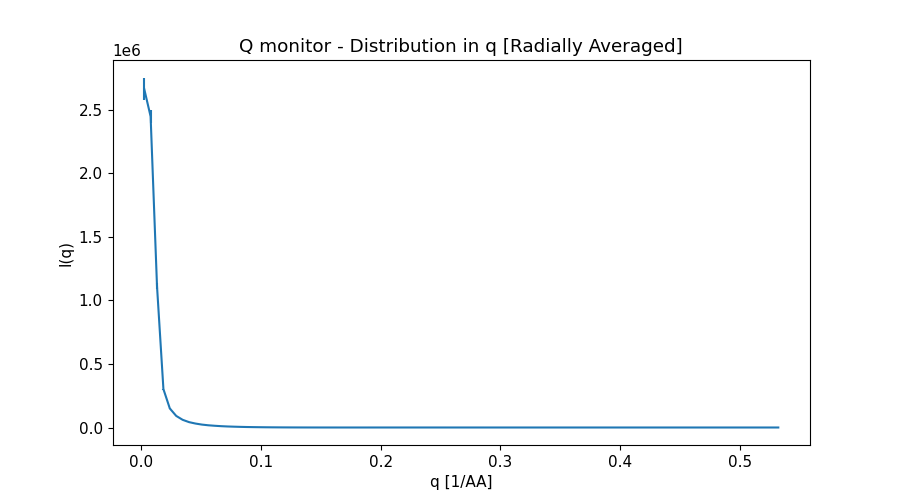 Q monitor - Distribution in q [Radially Averaged]
1e6
2.5
2.0
1.5
1.0
0.5
0.0
I(q)
0.0 0.1 0.2 0.3 0.4 0.5
q [1/AA]